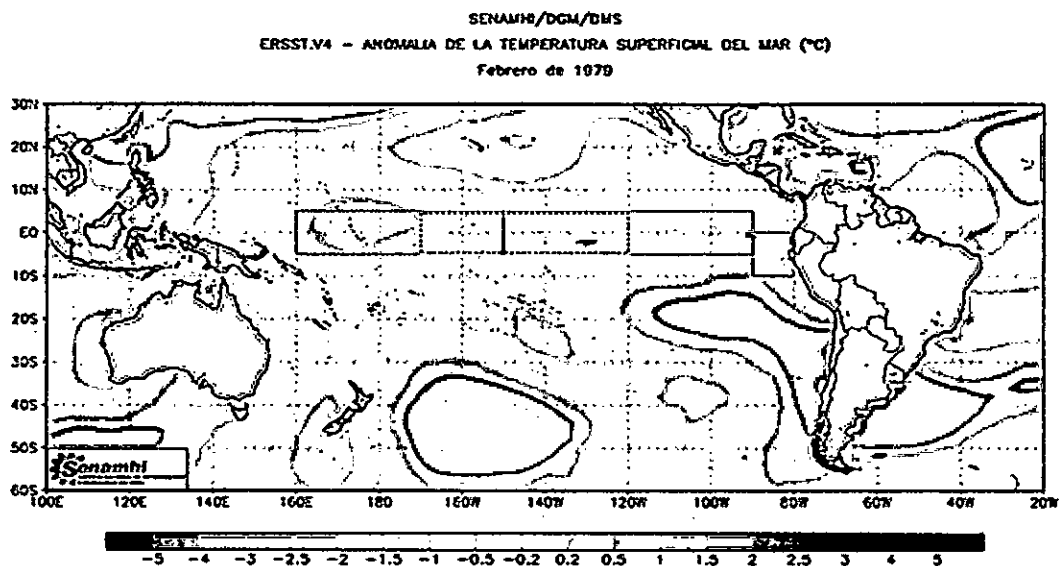 SENAMHI/DGM/DMS
ERSST.V4 - ANOMALIA DE LA TEMPERATURA SUPERFICIAL DEL MAR (°C)
Febrero de 1979
30N
20N
10N
EQ
10S
20S
30S
40S
50S
60S
Senamhi
100E 120E 140E 160E 180 160W 140W 120W 100W 80W 60W 40W 20W
-5 -4 -3 -2.5 -2 -1.5 -1 -0.5 -0.2 0.2 0.5 1 1.5 2 2.5 3 4 5